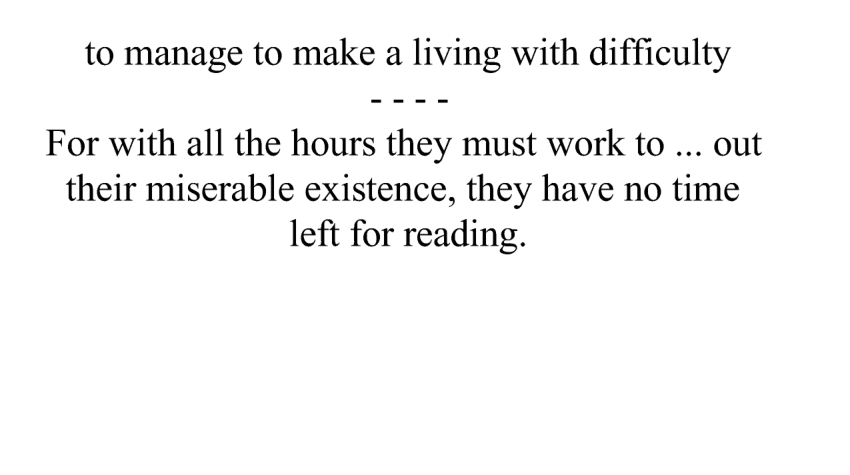 to manage to make a living with difficulty
- - - -
For with all the hours they must work to ... out
their miserable existence, they have no time
left for reading.